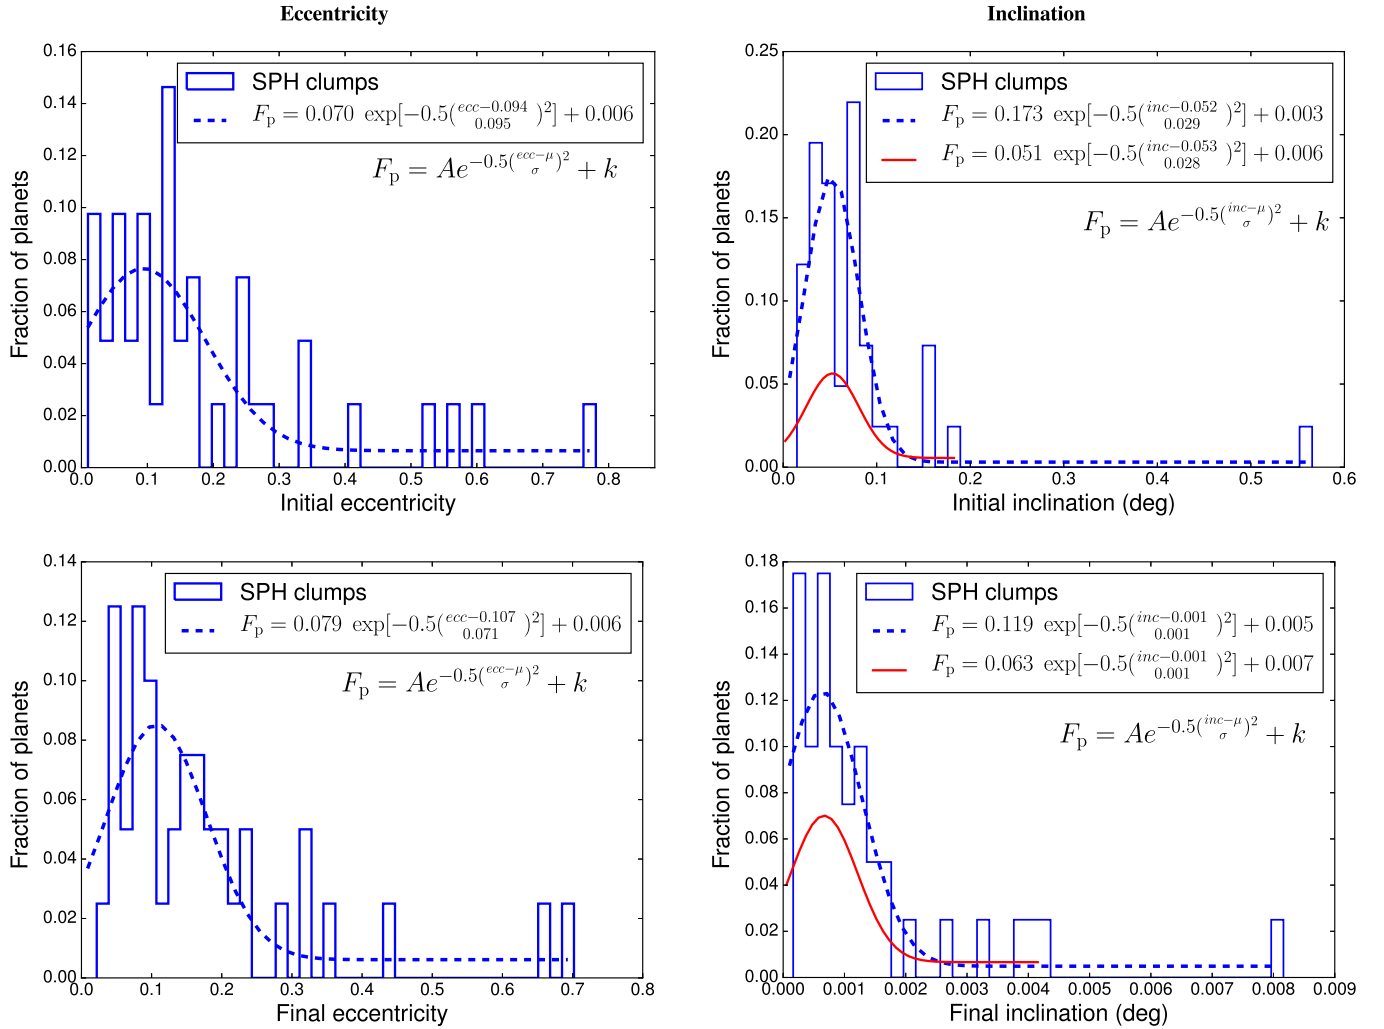 Eccentricity
Inclination
0.16
0.14
0.12
0.10
0.08
0.06
0.04
0.02
0.00
Fraction of planets
SPH clumps
F_p = 0.070 exp[−0.5(ecc−0.094 / 0.095)²] + 0.006
F_p = Ae^{−0.5(ecc−μ / σ)²} + k
0.0 0.1 0.2 0.3 0.4 0.5 0.6 0.7 0.8
Initial eccentricity
0.25
0.20
0.15
0.10
0.05
0.00
Fraction of planets
SPH clumps
F_p = 0.173 exp[−0.5(inc−0.052 / 0.029)²] + 0.003
F_p = 0.051 exp[−0.5(inc−0.053 / 0.028)²] + 0.006
F_p = Ae^{−0.5(inc−μ / σ)²} + k
0.0 0.1 0.2 0.3 0.4 0.5 0.6
Initial inclination (deg)
0.14
0.12
0.10
0.08
0.06
0.04
0.02
0.00
Fraction of planets
SPH clumps
F_p = 0.079 exp[−0.5(ecc−0.107 / 0.071)²] + 0.006
F_p = Ae^{−0.5(ecc−μ / σ)²} + k
0.0 0.1 0.2 0.3 0.4 0.5 0.6 0.7 0.8
Final eccentricity
0.18
0.16
0.14
0.12
0.10
0.08
0.06
0.04
0.02
0.00
Fraction of planets
SPH clumps
F_p = 0.119 exp[−0.5(inc−0.001 / 0.001)²] + 0.005
F_p = 0.063 exp[−0.5(inc−0.001 / 0.001)²] + 0.007
F_p = Ae^{−0.5(inc−μ / σ)²} + k
0.000 0.001 0.002 0.003 0.004 0.005 0.006 0.007 0.008 0.009
Final inclination (deg)